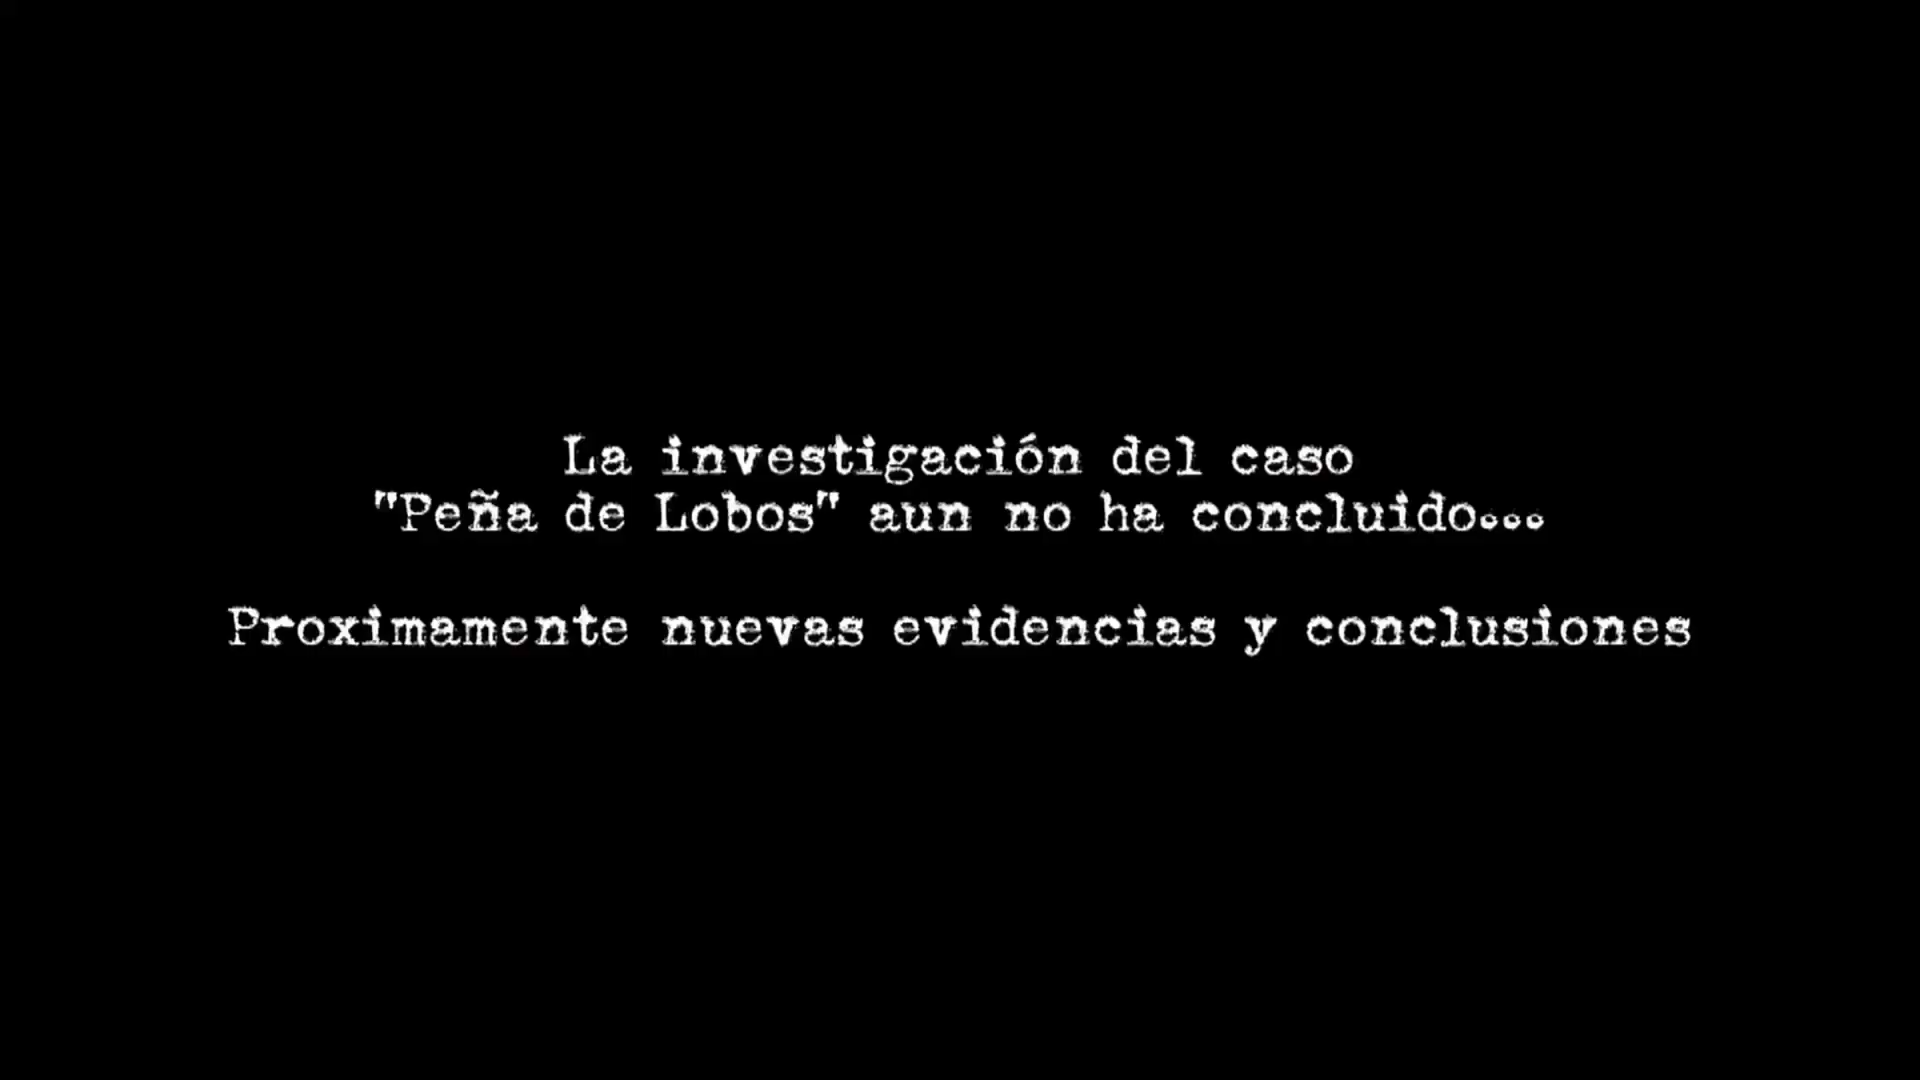 La investigación del caso
"Peña de Lobos" aun no ha concluido...
Proximamente nuevas evidencias y conclusiones